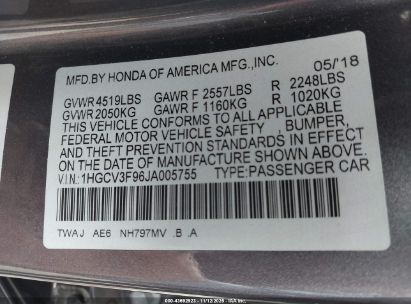 MFD.BY HONDA OF AMERICA MFG.,INC. 05/'18
GVWR 4519LBS GAWR F 2557LBS R 2248LBS
GVWR 2050KG GAWR F 1160KG R 1020KG
THIS VEHICLE CONFORMS TO ALL APPLICABLE
FEDERAL MOTOR VEHICLE SAFETY , BUMPER,
AND THEFT PREVENTION STANDARDS IN EFFECT
ON THE DATE OF MANUFACTURE SHOWN ABOVE.
V.I.N.:1HGCV3F96JA005755 TYPE:PASSENGER CAR
TWAJ AE6 NH797MV .B .A